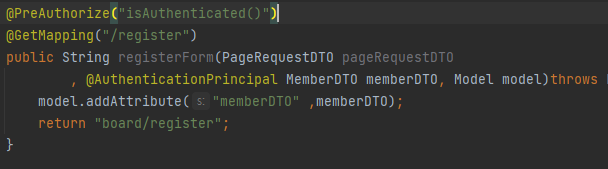 @PreAuthorize("isAuthenticated()")
@GetMapping("/register")
public String registerForm(PageRequestDTO pageRequestDTO
, @AuthenticationPrincipal MemberDTO memberDTO, Model model)throws
model.addAttribute( s: "memberDTO" ,memberDTO);
return "board/register";
}